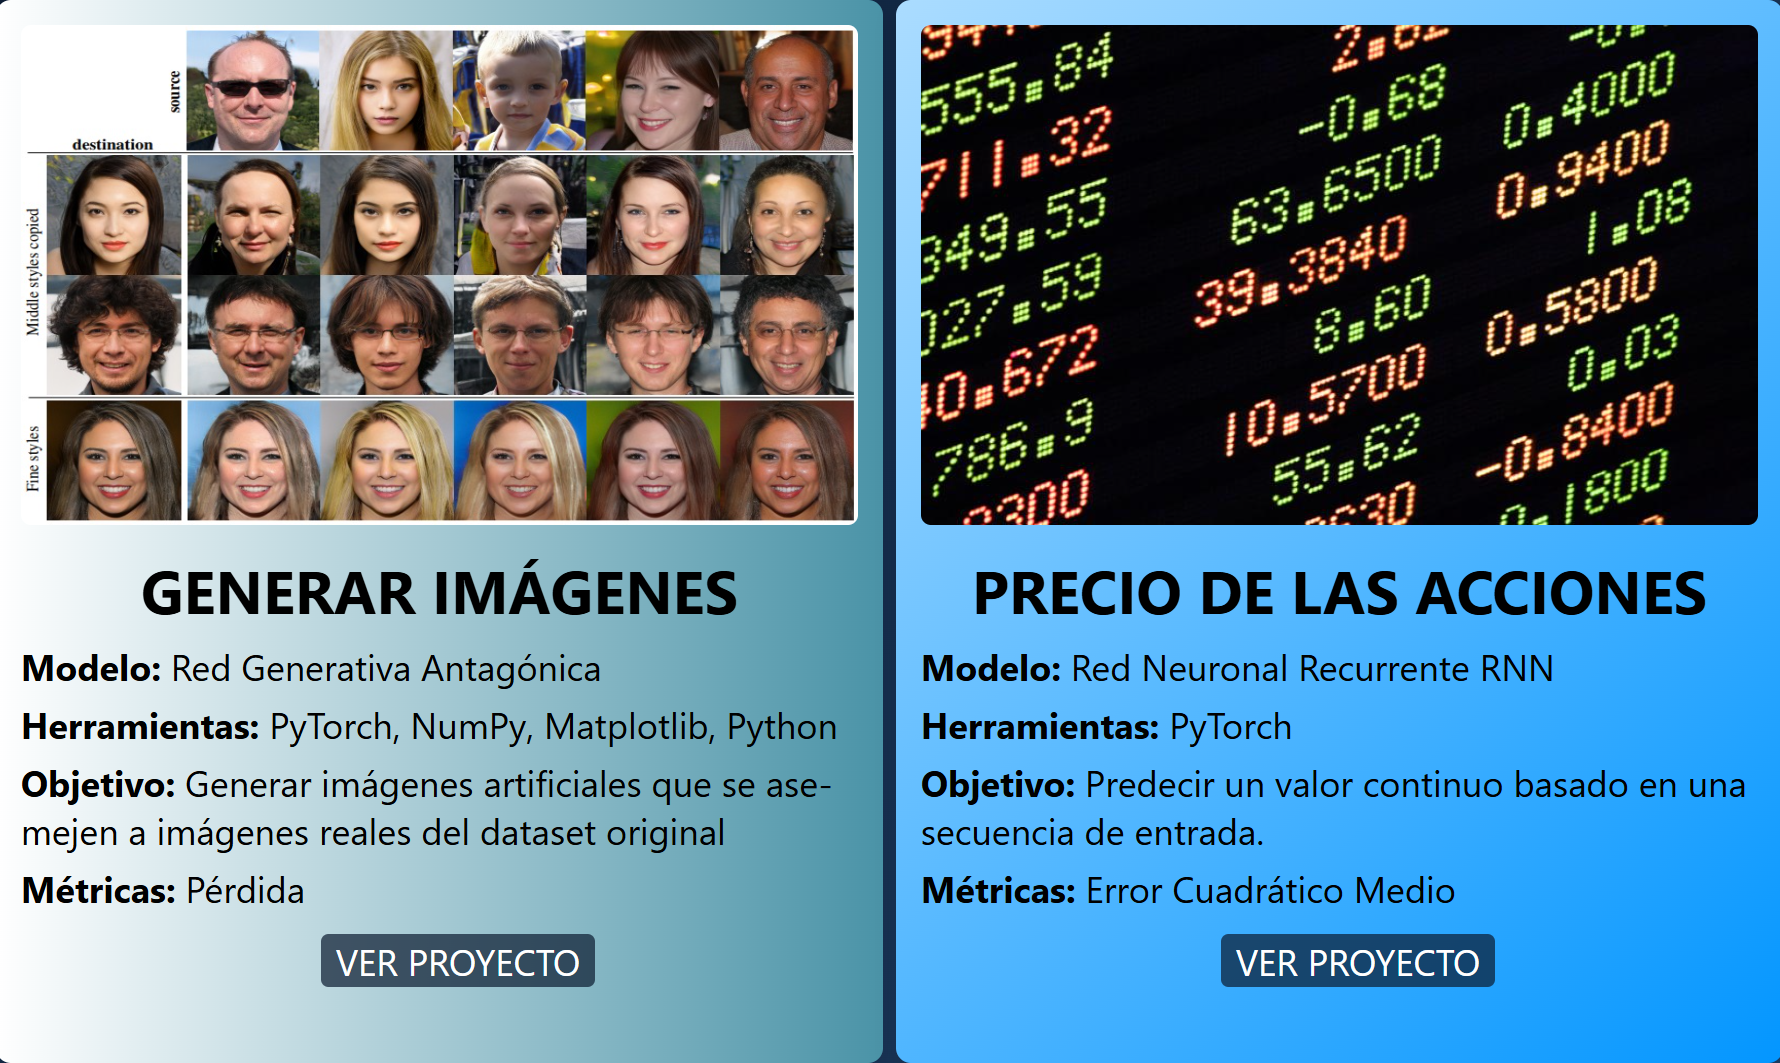 source
destination
Middle styles copied
Fine styles
GENERAR IMÁGENES
Modelo: Red Generativa Antagónica
Herramientas: PyTorch, NumPy, Matplotlib, Python
Objetivo: Generar imágenes artificiales que se ase-
mejen a imágenes reales del dataset original
Métricas: Pérdida
VER PROYECTO
555.84
-0.68
0.4000
711.32
63.6500
0.9400
349.55
39.3840
1.08
027.59
8.60
0.5800
40.672
10.5700
0.03
786.9
55.62
-0.8400
0.1800
PRECIO DE LAS ACCIONES
Modelo: Red Neuronal Recurrente RNN
Herramientas: PyTorch
Objetivo: Predecir un valor continuo basado en una
secuencia de entrada.
Métricas: Error Cuadrático Medio
VER PROYECTO